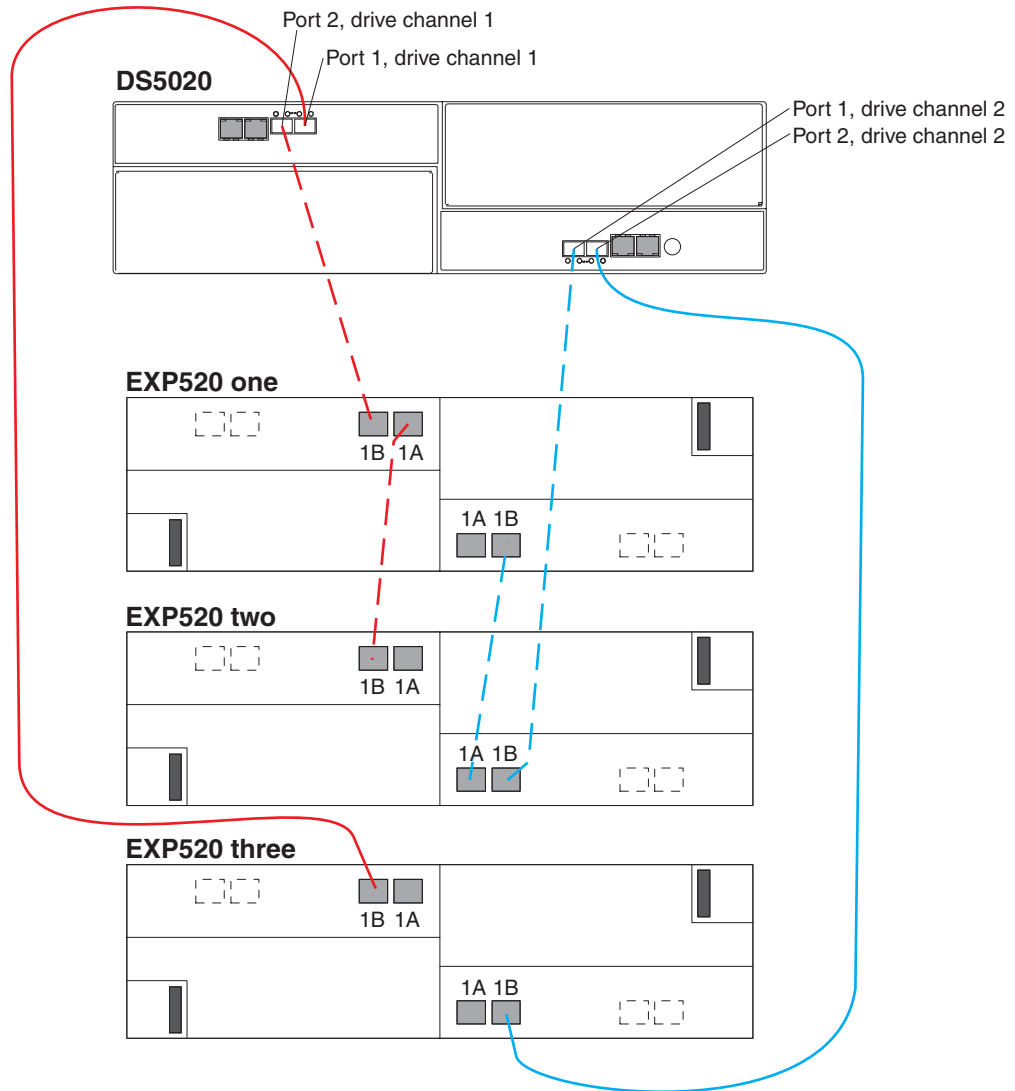 Port 2, drive channel 1
Port 1, drive channel 1
DS5020
Port 1, drive channel 2
Port 2, drive channel 2
EXP520 one
1B 1A
1A 1B
EXP520 two
1B 1A
1A 1B
EXP520 three
1B 1A
1A 1B